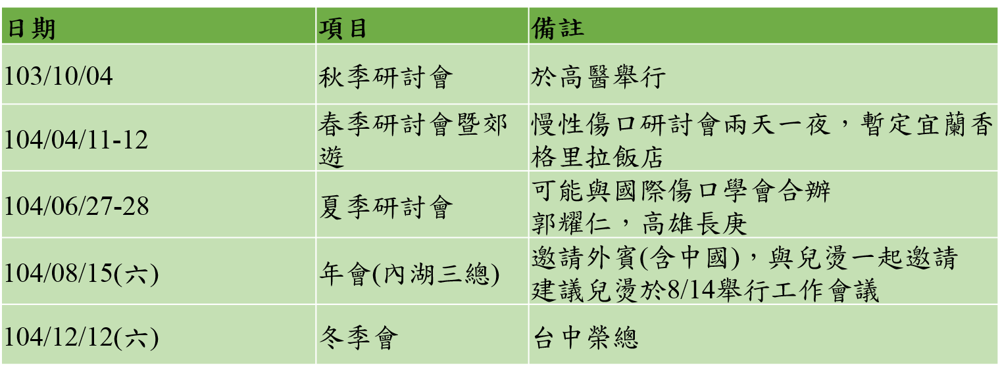 日期 項目 備註
103/10/04 秋季研討會 於高醫舉行
104/04/11-12 春季研討會暨郊遊 慢性傷口研討會兩天一夜，暫定宜蘭香格里拉飯店
104/06/27-28 夏季研討會 可能與國際傷口學會合辦
郭耀仁，高雄長庚
104/08/15(六) 年會(內湖三總) 邀請外賓(含中國)，與兒燙一起邀請
建議兒燙於8/14舉行工作會議
104/12/12(六) 冬季會 台中榮總